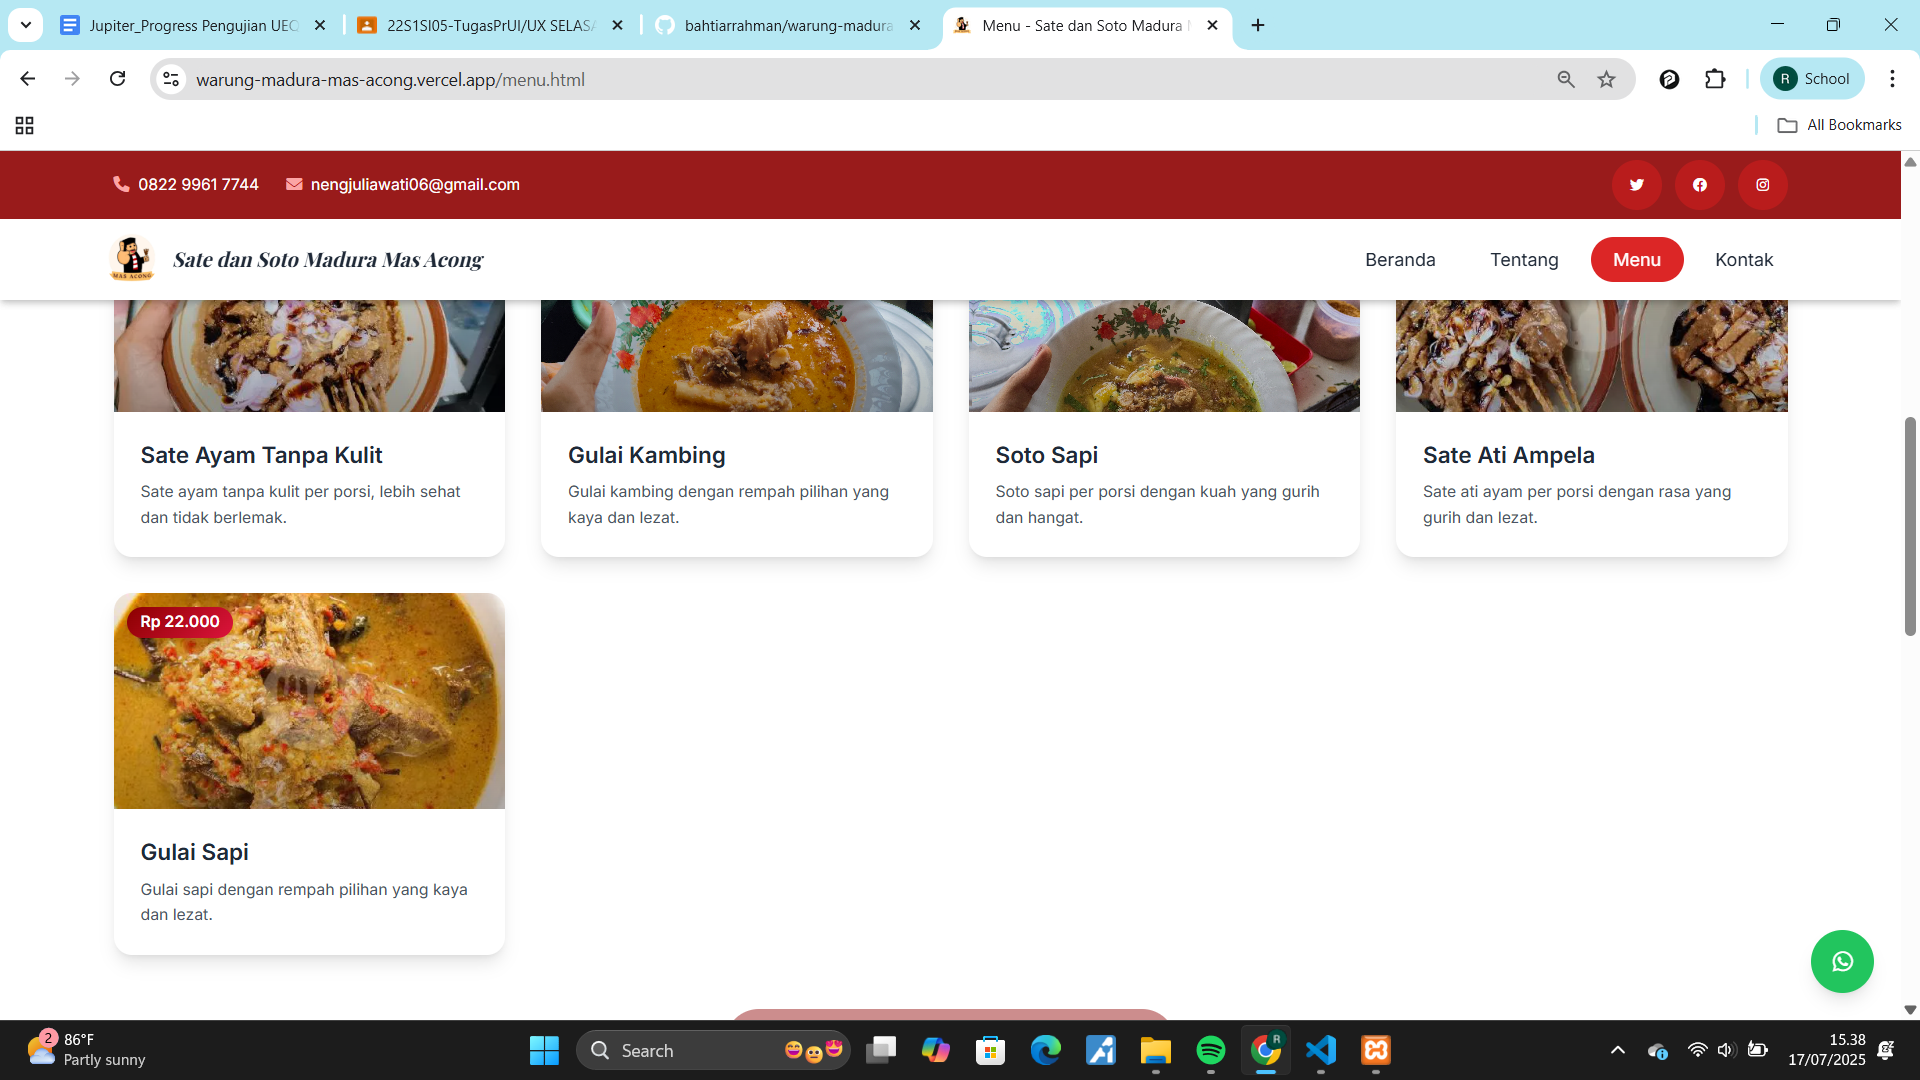 Jupiter_Progress Pengujian UEQ
22S1SI05-TugasPrUI/UX SELASA
bahtiarrahman/warung-madura
Menu - Sate dan Soto Madura M
warung-madura-mas-acong.vercel.app/menu.html
R School
All Bookmarks
0822 9961 7744 nengjuliawati06@gmail.com
MAS ACONG
Sate dan Soto Madura Mas Acong
Beranda Tentang Menu Kontak
Sate Ayam Tanpa Kulit
Sate ayam tanpa kulit per porsi, lebih sehat
dan tidak berlemak.
Gulai Kambing
Gulai kambing dengan rempah pilihan yang
kaya dan lezat.
Soto Sapi
Soto sapi per porsi dengan kuah yang gurih
dan hangat.
Sate Ati Ampela
Sate ati ayam per porsi dengan rasa yang
gurih dan lezat.
Rp 22.000
Gulai Sapi
Gulai sapi dengan rempah pilihan yang kaya
dan lezat.
2
86°F
Partly sunny
Search
R
15.38
17/07/2025